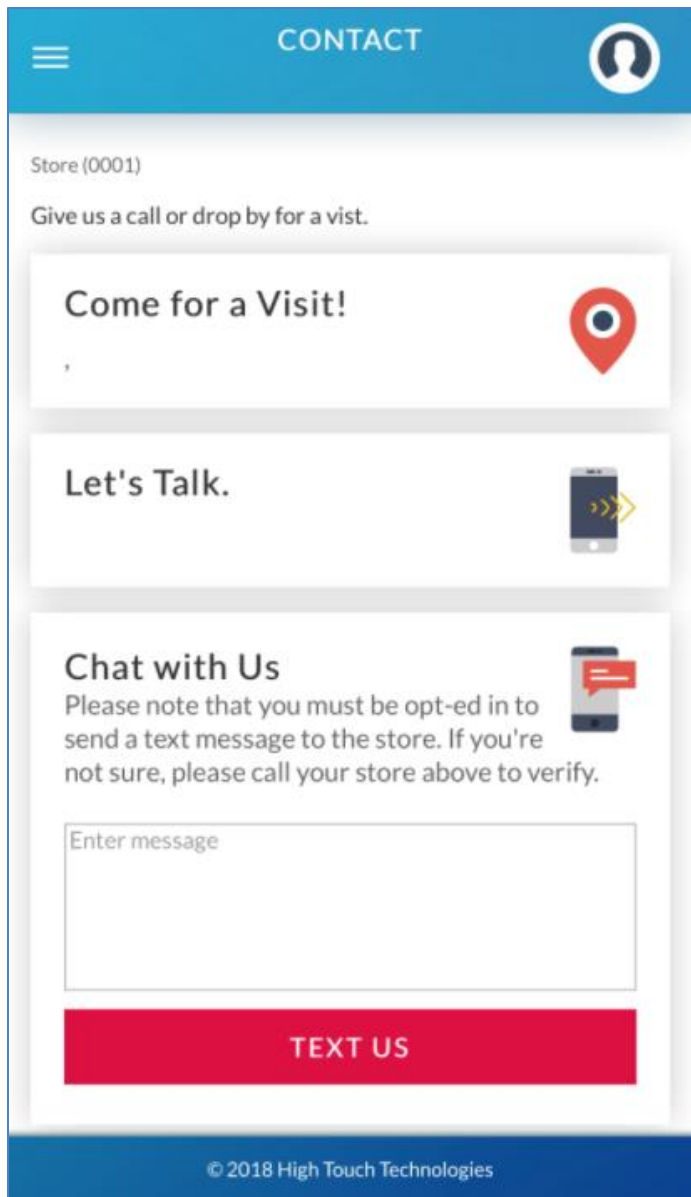 CONTACT
Store (0001)
Give us a call or drop by for a vist.
Come for a Visit!
,
Let's Talk.
Chat with Us
Please note that you must be opt-ed in to
send a text message to the store. If you're
not sure, please call your store above to verify.
Enter message
TEXT US
© 2018 High Touch Technologies